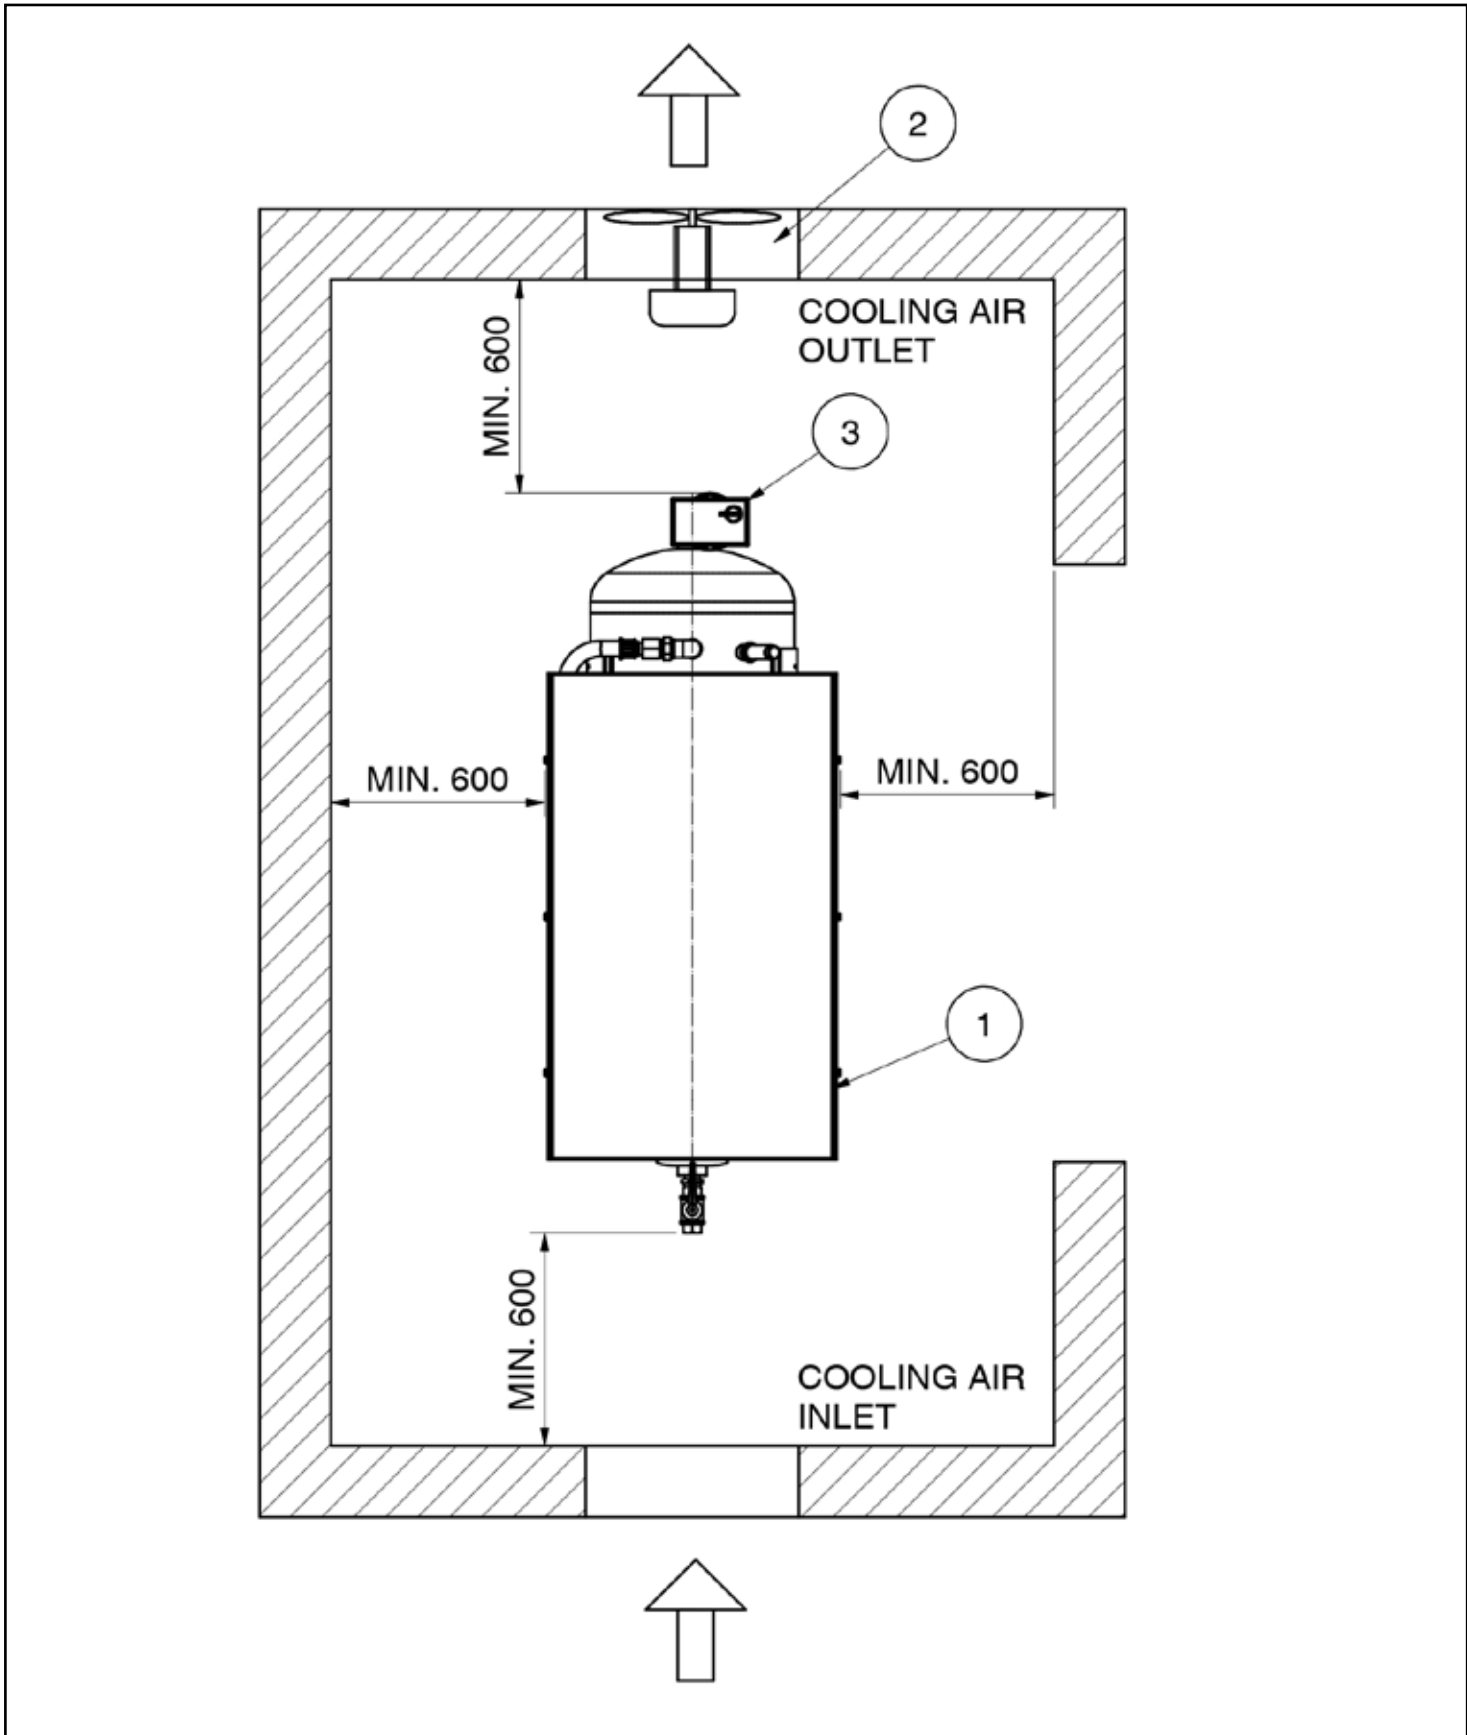 2
COOLING AIR
OUTLET
MIN. 600
3
MIN. 600
MIN. 600
1
MIN. 600
COOLING AIR
INLET